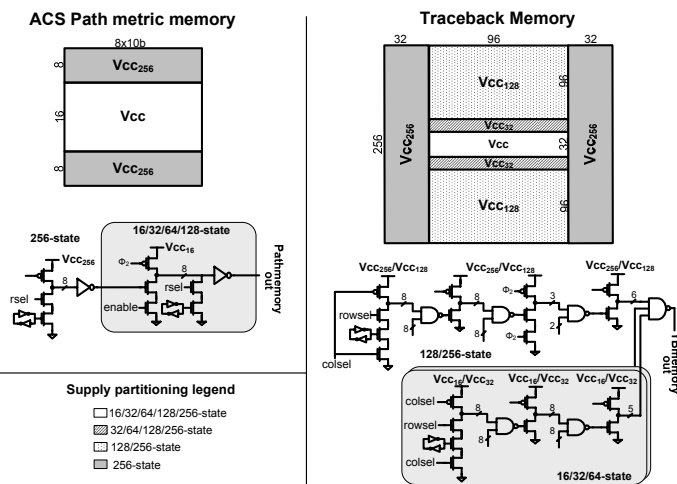 ACS Path metric memory
8x10b
8
Vcc256
16
Vcc
8
Vcc256
256-state
Vcc256
8
rsel
16/32/64/128-state
Vcc16
Φ2
8
rsel
enable
Pathmemory out
Supply partitioning legend
16/32/64/128/256-state
32/64/128/256-state
128/256-state
256-state
Traceback Memory
32
96
32
256
Vcc256
Vcc128
96
Vcc32
Vcc
32
Vcc32
Vcc128
96
Vcc256
Vcc256/Vcc128
Vcc256/Vcc128
Vcc256/Vcc128
rowsel
colsel
8
8
8
8
Φ2
Φ2
3
2
6
TBmemory out
128/256-state
Vcc16/Vcc32
Vcc16/Vcc32
Vcc16/Vcc32
colsel
rowsel
colsel
8
8
8
8
5
16/32/64-state